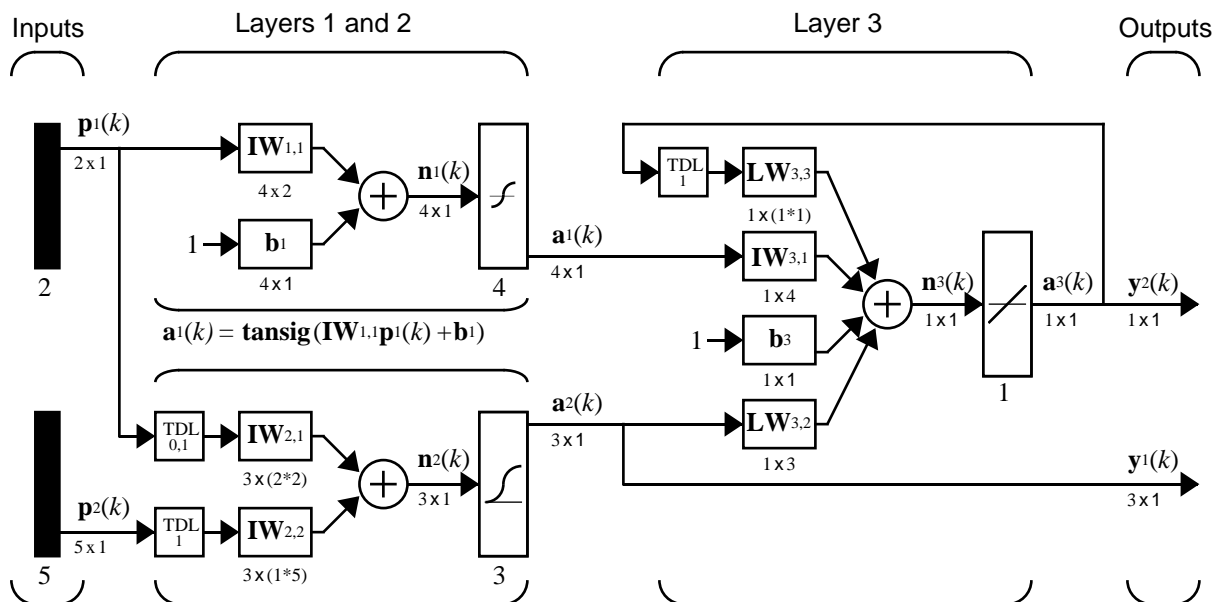 Inputs
Layers 1 and 2
Layer 3
Outputs
p1(k)
2 x 1
2
IW1,1
4 x 2
1
b1
4 x 1
n1(k)
4 x 1
4
a1(k) = tansig (IW1,1p1(k) +b1)
a1(k)
4 x 1
TDL
1
LW3,3
1 x (1*1)
IW3,1
1 x 4
1
b3
1 x 1
LW3,2
1 x 3
n3(k)
1 x 1
1
a3(k)
1 x 1
y2(k)
1 x 1
p2(k)
5 x 1
5
TDL
0,1
IW2,1
3 x (2*2)
TDL
1
IW2,2
3 x (1*5)
n2(k)
3 x 1
3
a2(k)
3 x 1
y1(k)
3 x 1